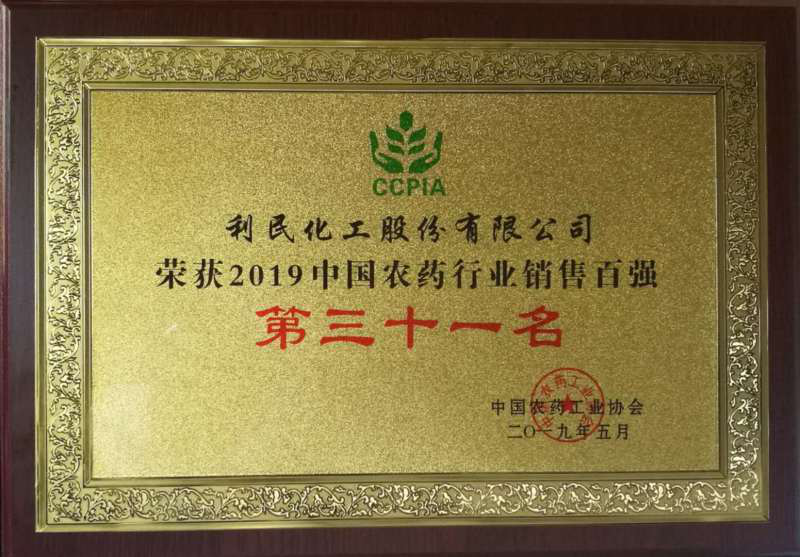 CCPIA
利民化工股份有限公司
荣获2019中国农药行业销售百强
第三十一名
中国农药工业协会
二〇一九年五月